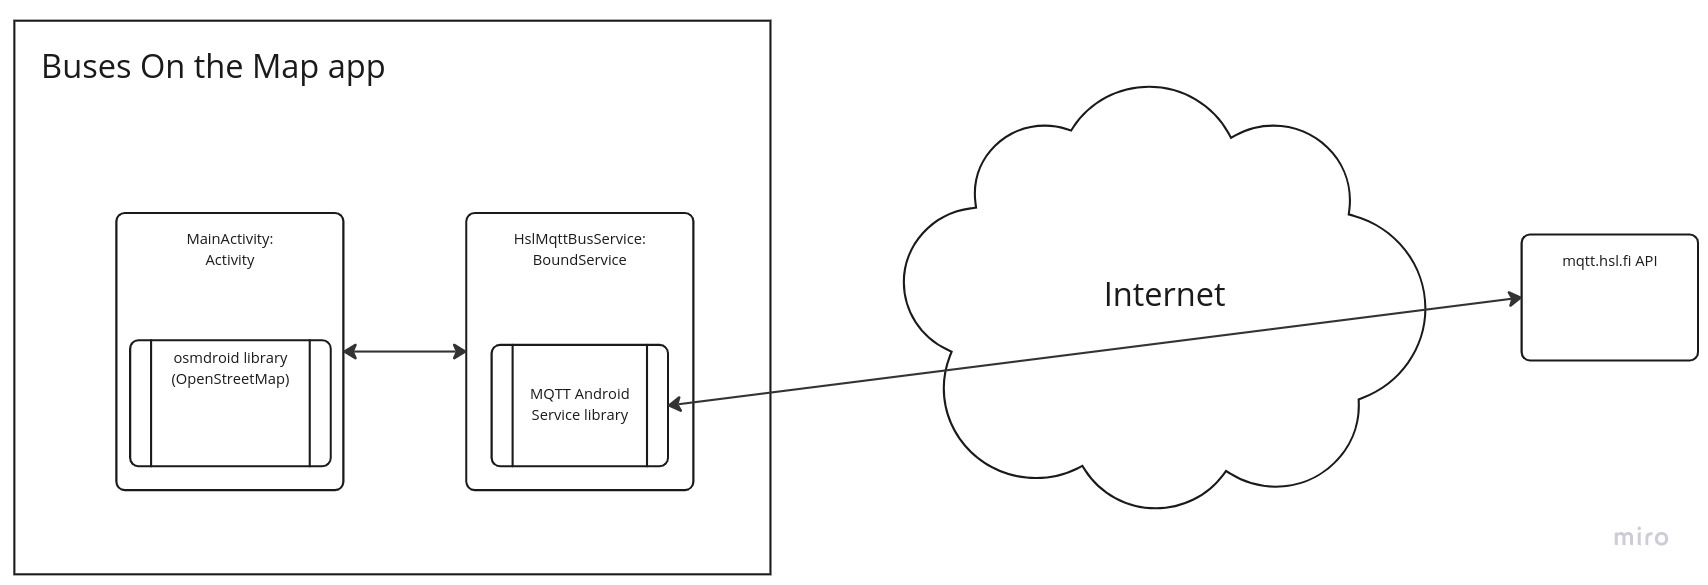 Buses On the Map app
MainActivity:
Activity
osmdroid library
(OpenStreetMap)
HslMqttBusService:
BoundService
MQTT Android
Service library
Internet
mqtt.hsl.fi API
miro